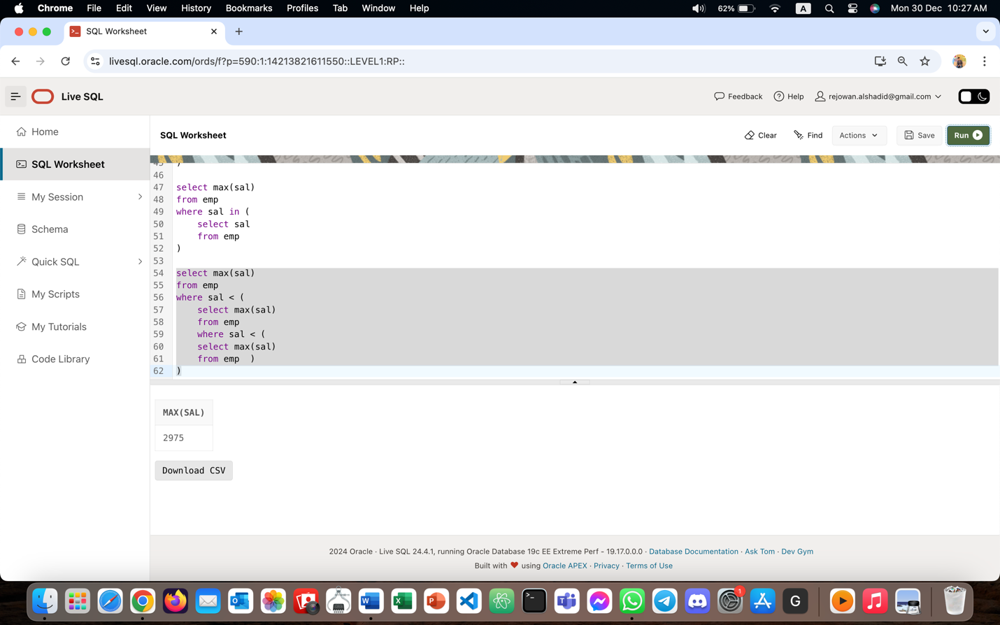 Chrome File Edit View History Bookmarks Profiles Tab Window Help 62% A Mon 30 Dec 10:27 AM
SQL Worksheet
livesql.oracle.com/ords/f?p=590:1:14213821611550::LEVEL1:RP::
Live SQL Feedback Help rejowan.alshadid@gmail.com
Home
SQL Worksheet
My Session
Schema
Quick SQL
My Scripts
My Tutorials
Code Library
SQL Worksheet Clear Find Actions Save Run
45 )
46
47 select max(sal)
48 from emp
49 where sal in (
50 select sal
51 from emp
52 )
53
54 select max(sal)
55 from emp
56 where sal < (
57 select max(sal)
58 from emp
59 where sal < (
60 select max(sal)
61 from emp )
62 )
MAX(SAL)
2975
Download CSV
2024 Oracle · Live SQL 24.4.1, running Oracle Database 19c EE Extreme Perf - 19.17.0.0.0 · Database Documentation · Ask Tom · Dev Gym
Built with ❤ using Oracle APEX · Privacy · Terms of Use
O W X P >_ T 1 G